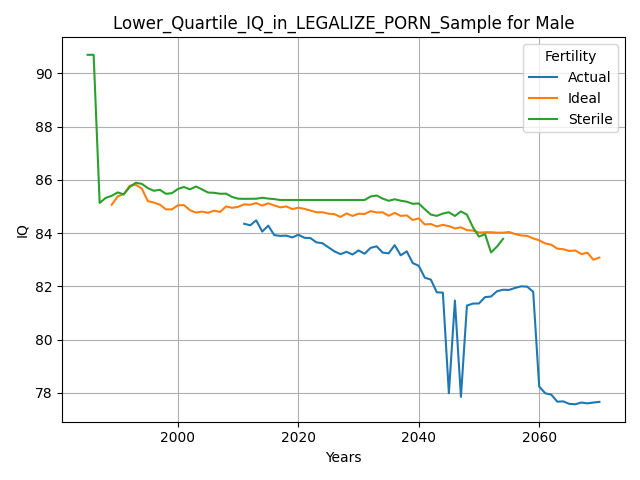 Lower_Quartile_IQ_in_LEGALIZE_PORN_Sample for Male
Fertility
Actual
Ideal
Sterile
IQ
90
88
86
84
82
80
78
2000
2020
2040
2060
Years